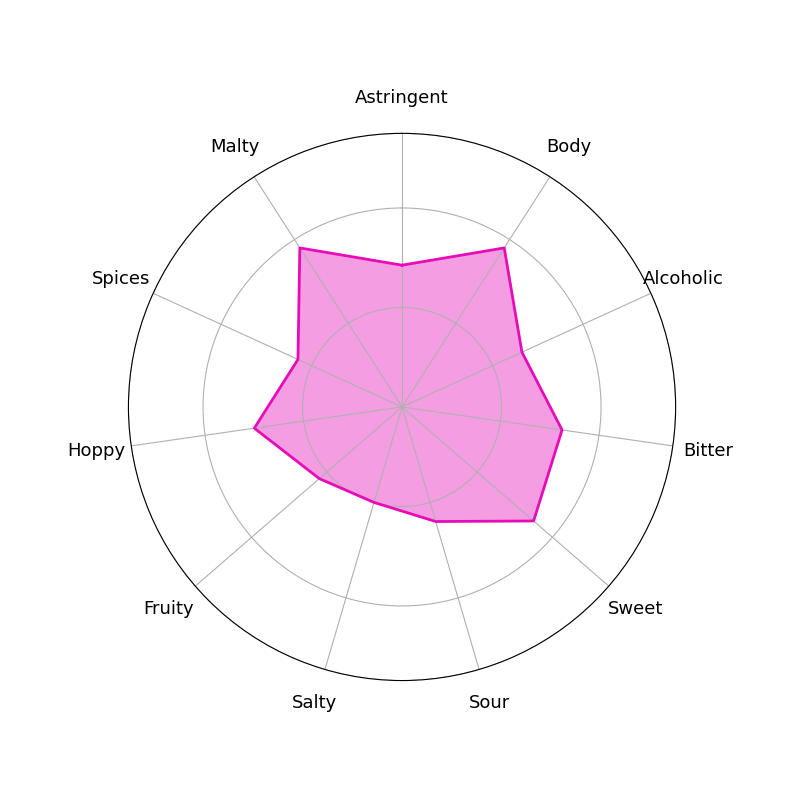 Astringent
Malty
Body
Spices
Alcoholic
Hoppy
Bitter
Fruity
Sweet
Salty
Sour